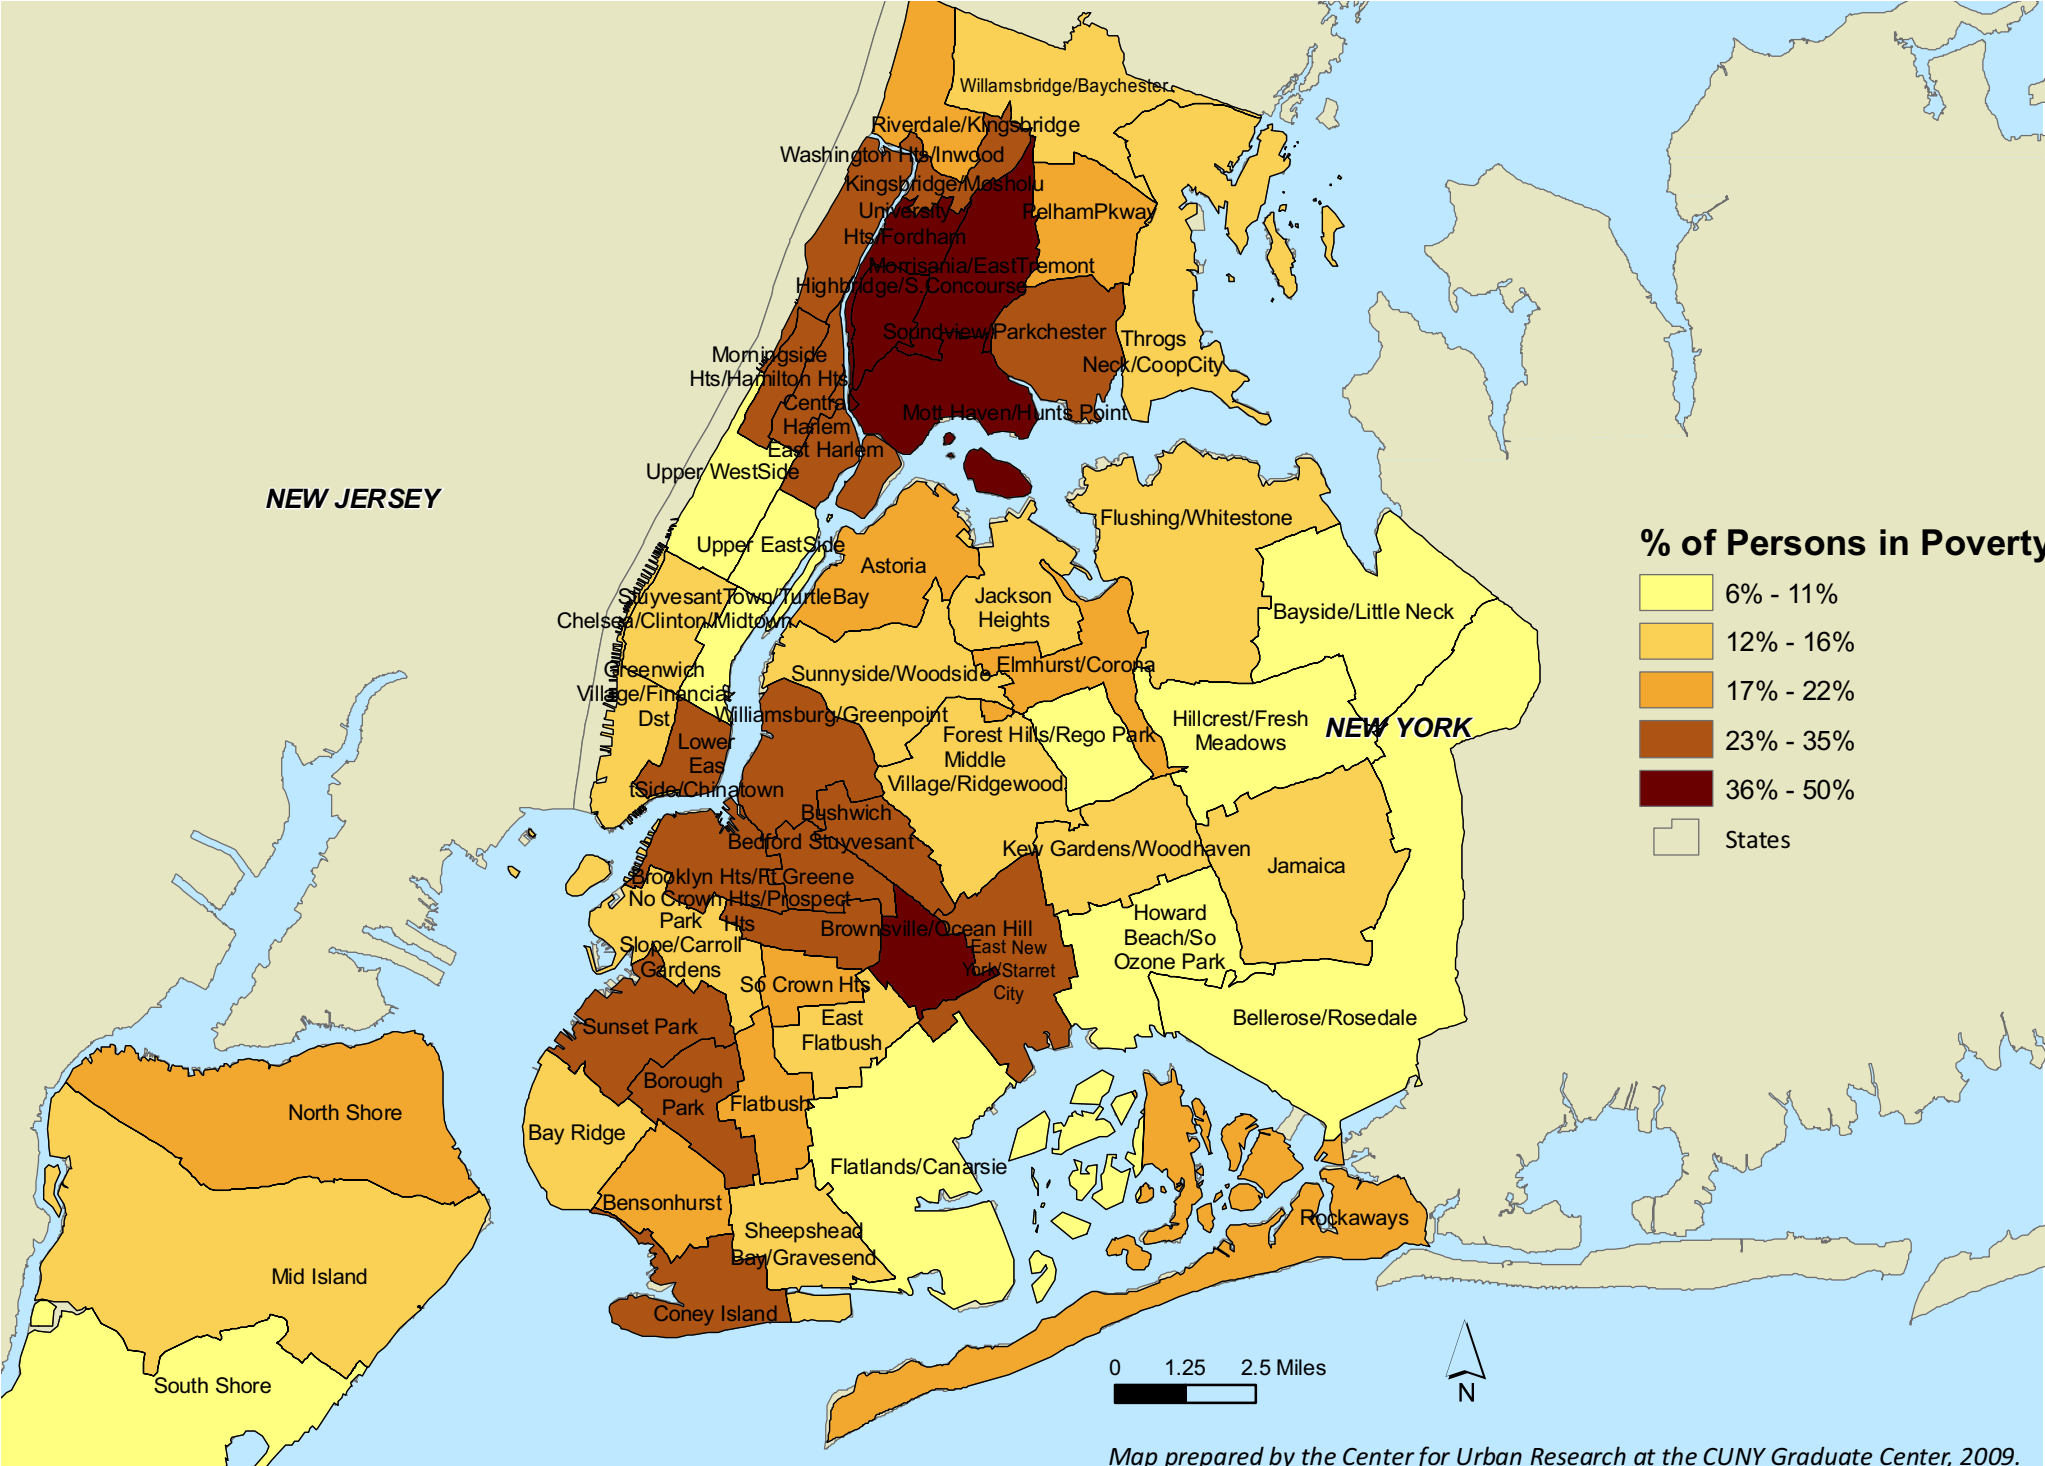 Willamsbridge/Baychester
Riverdale/Kingsbridge
Washington Hts/Inwood
Kingsbridge/Mosholu
University
Hts/Fordham
PelhamPkway
Morrisania/EastTremont
Highbridge/S.Concourse
Soundview/Parkchester
Throgs
Neck/CoopCity
Morningside
Hts/Hamilton Hts
Central
Harlem
Mott Haven/Hunts Point
East Harlem
Upper WestSide
NEW JERSEY
Upper EastSide
Flushing/Whitestone
Astoria
StuyvesantTown/TurtleBay
Chelsea/Clinton/Midtown
Jackson
Heights
Bayside/Little Neck
Greenwich
Village/Financial
Dst
Sunnyside/Woodside
Elmhurst/Corona
Williamsburg/Greenpoint
Forest Hills/Rego Park
Hillcrest/Fresh
Meadows
NEW YORK
Lower
Eas
tSide/Chinatown
Middle
Village/Ridgewood
Bushwich
Bedford Stuyvesant
Kew Gardens/Woodhaven
Jamaica
Brooklyn Hts/Ft Greene
No Crown Hts/Prospect
Hts
Park
Slope/Carroll
Gardens
Brownsville/Ocean Hill
East New
York/Starret
City
Howard
Beach/So
Ozone Park
So Crown Hts
East
Flatbush
Bellerose/Rosedale
Sunset Park
Borough
Park
Flatbush
North Shore
Bay Ridge
Flatlands/Canarsie
Bensonhurst
Sheepshead
Bay/Gravesend
Rockaways
Mid Island
Coney Island
South Shore
% of Persons in Poverty
6% - 11%
12% - 16%
17% - 22%
23% - 35%
36% - 50%
States
0 1.25 2.5 Miles
N
Map prepared by the Center for Urban Research at the CUNY Graduate Center, 2009.